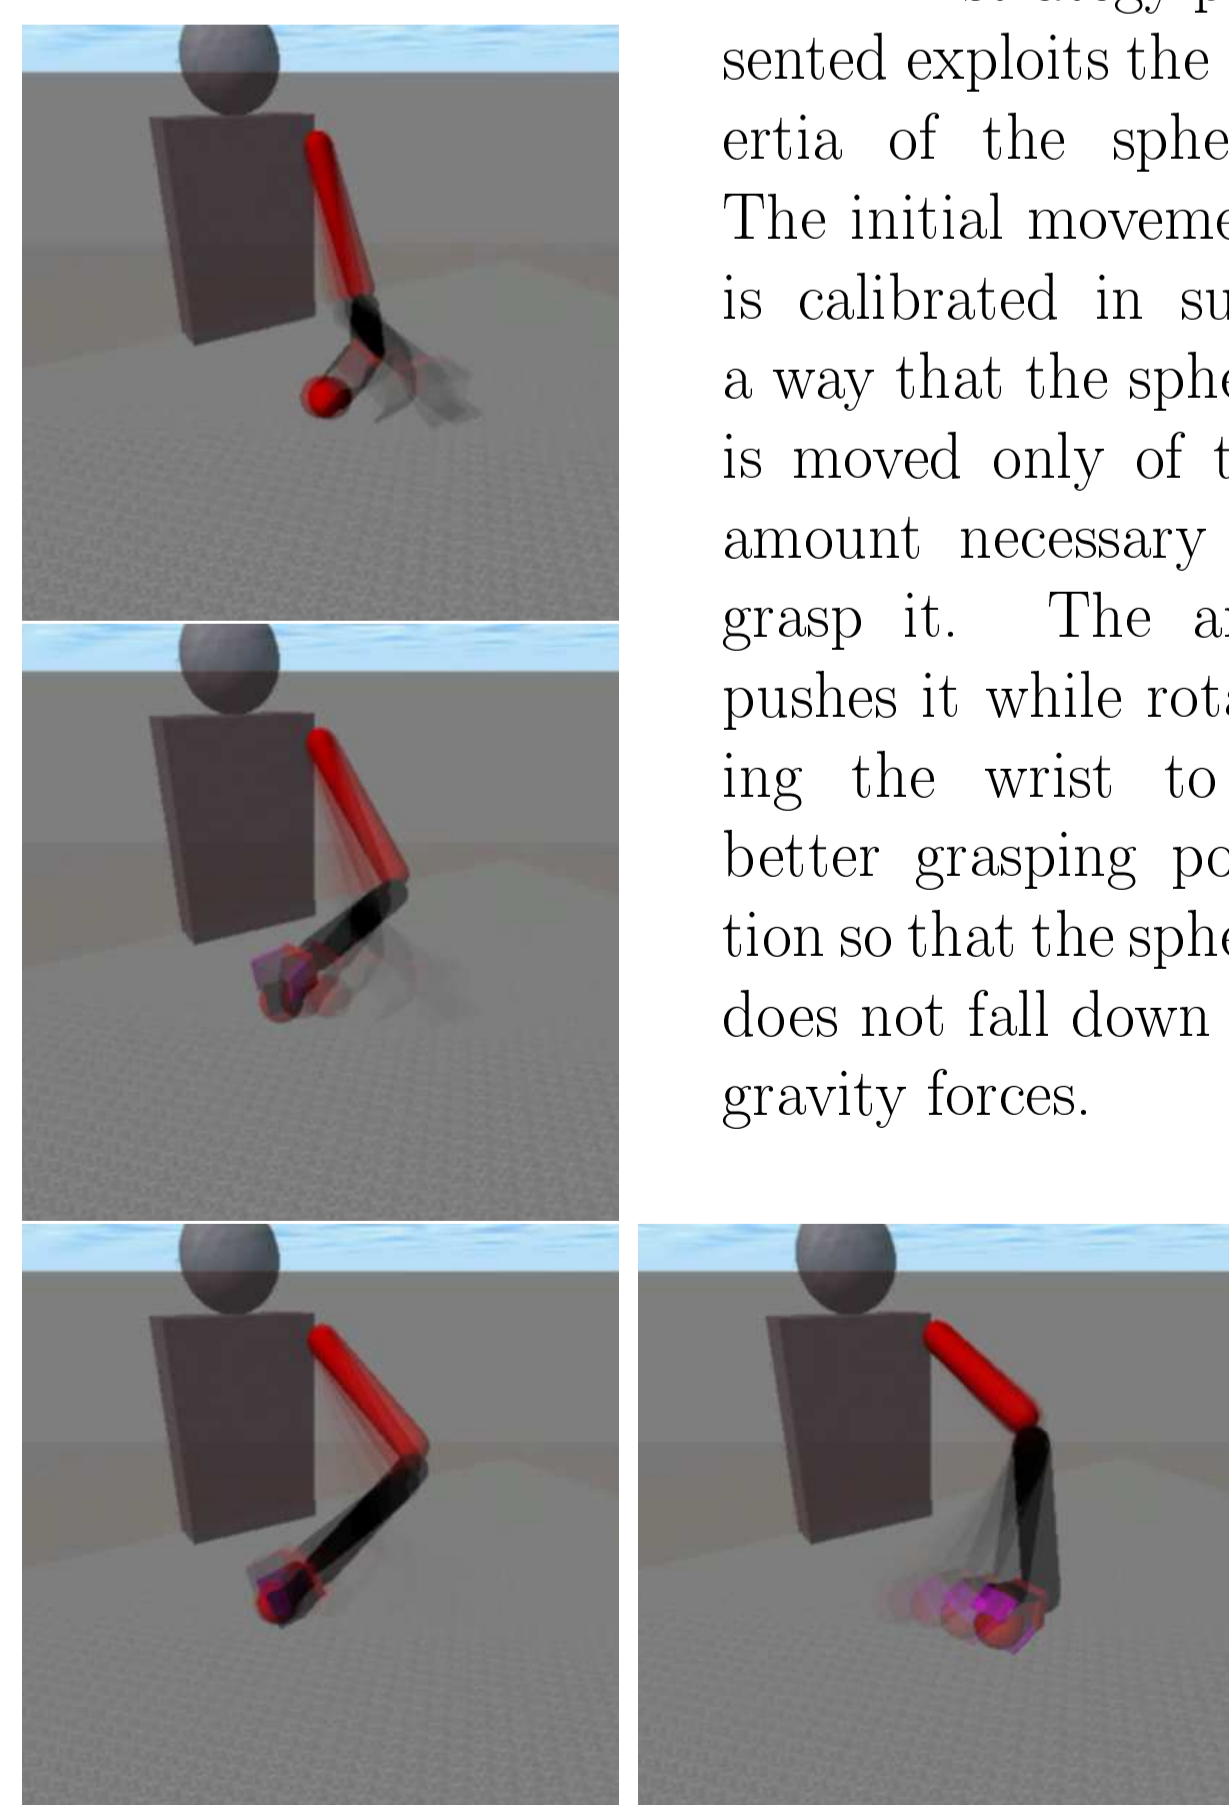 sented exploits the
ertia of the sphe
The initial moveme
is calibrated in su
a way that the sphe
is moved only of t
amount necessary
grasp it. The a
pushes it while rota
ing the wrist to
better grasping po
tion so that the sphe
does not fall down
gravity forces.